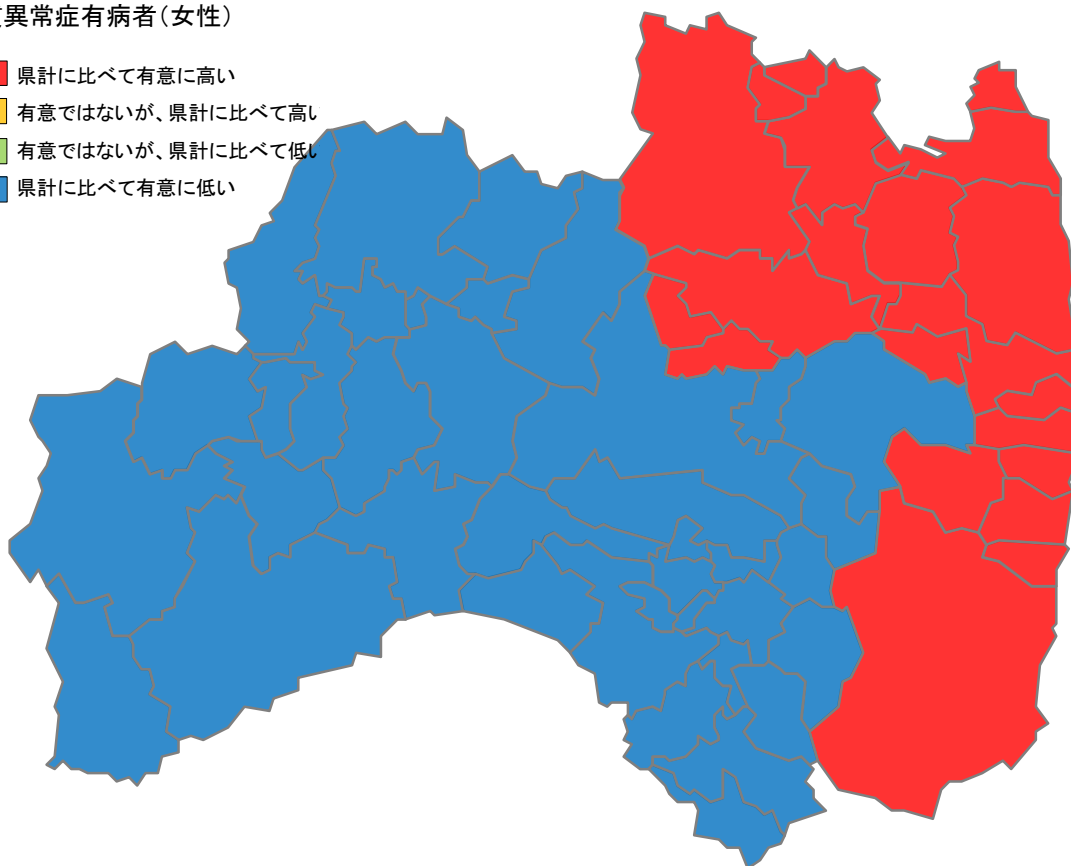 異常症有病者(女性)
県計に比べて有意に高い
有意ではないが、県計に比べて高い
有意ではないが、県計に比べて低い
県計に比べて有意に低い